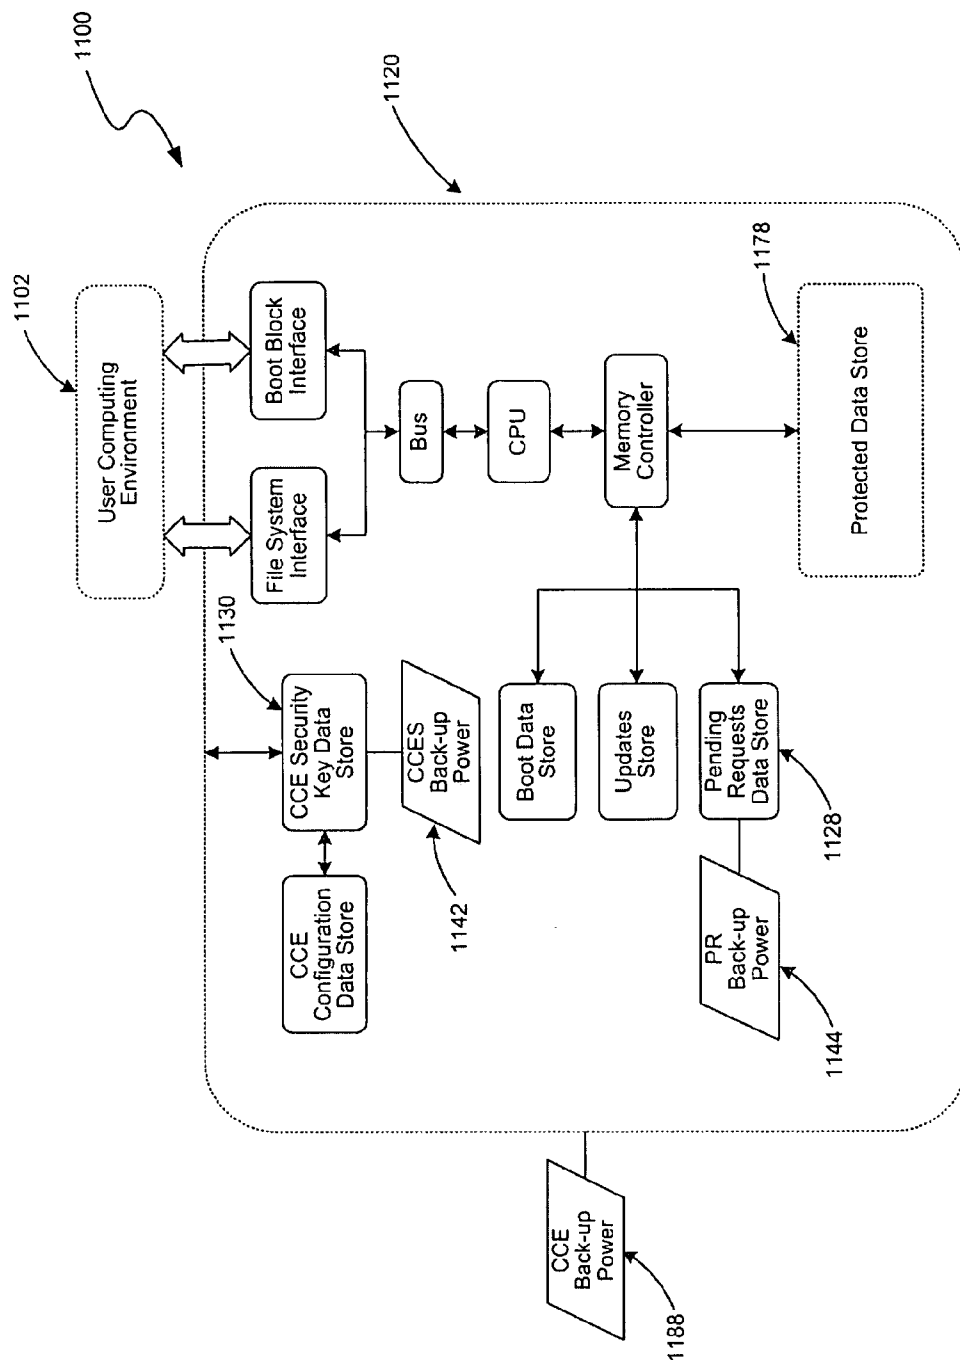 1100
1120
1102
User Computing
Environment
File System
Interface
Boot Block
Interface
1130
CCE
Configuration
Data Store
CCE Security
Key Data
Store
CCES
Back-up
Power
1142
Bus
CPU
Memory
Controller
1178
Protected Data Store
Boot Data
Store
Updates
Store
Pending
Requests
Data Store
1128
PR
Back-up
Power
1144
CCE
Back-up
Power
1188